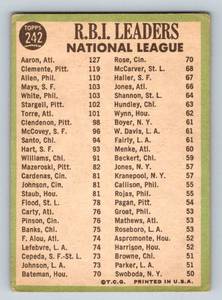 TOPPS
242
R.B.I. LEADERS
NATIONAL LEAGUE
Aaron, Atl. 127
Clemente, Pitt. 119
Allen, Phil. 110
Mays, S. F. 103
White, Phil. 103
Stargell, Pitt. 102
Torre, Atl. 101
Clendenon, Pitt. 98
McCovey, S. F. 96
Santo, Chi. 94
Hart, S. F. 93
Williams, Chi. 91
Mazeroski, Pitt. 82
Cardenas, Cin. 81
Johnson, Cin. 81
Staub, Hou. 81
Flood, St. L. 78
Pagan, Pitt.
Pinson, Cin. 76
Banks, Chi. 75
F. Alou, Atl. 74
Lefebvre, L. A. 74
Cepeda, S. F.-St. L. 73
Johnson, L. A. 73
Bateman, Hou. 70
Rose, Cin. 70
McCarver, St. L. 68
Haller, S. F. 67
Jones, Atl. 66
Shannon, St. L. 64
Hundley, Chi. 63
Wynn, Hou. 62
Boyer, N. Y. 61
W. Davis, L. A. 61
Fairly, L. A. 61
Menke, Atl. 60
Beckert, Chi. 59
Jones, N. Y.
Kranepool, N. Y. 57
Callison, Phil. 55
Rojas, Phil. 55
Carty, Atl.
Groat, Phil. 53
Mathews, Atl. 53
Roseboro, L. A. 53
Aspromonte, Hou. 52
Harrison, Hou. 52
Browne, Chi. 51
Parker, L. A. 51
Swoboda, N. Y. 50
© T.C.G. PRINTED IN U.S.A.